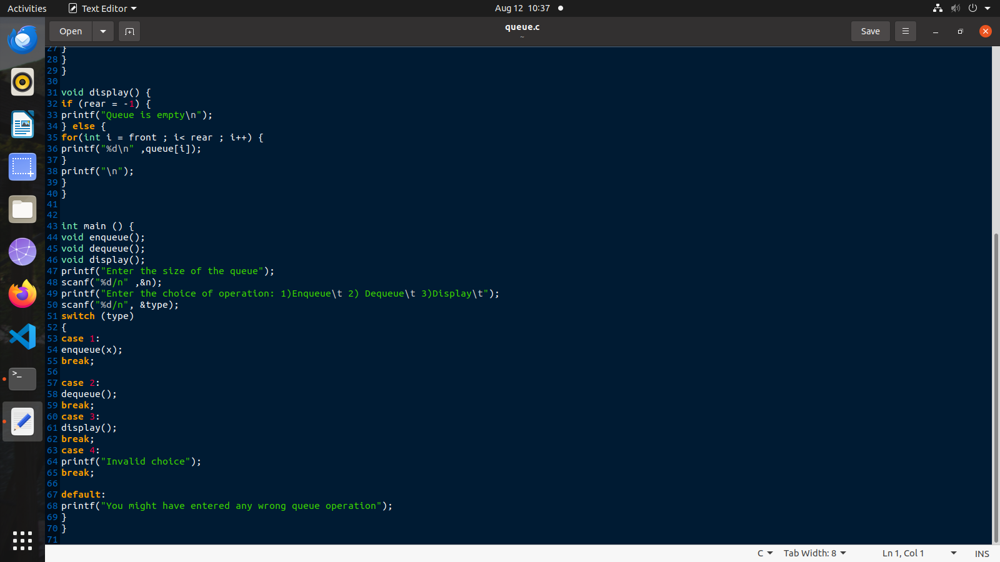 Activities Text Editor Aug 12 10:37
Open queue.c Save
~
27 }
28 }
29 }
30
31 void display() {
32 if (rear = -1) {
33 printf("Queue is empty\n");
34 } else {
35 for(int i = front ; i< rear ; i++) {
36 printf("%d\n" ,queue[i]);
37 }
38 printf("\n");
39 }
40 }
41
42
43 int main () {
44 void enqueue();
45 void dequeue();
46 void display();
47 printf("Enter the size of the queue");
48 scanf("%d/n" ,&n);
49 printf("Enter the choice of operation: 1)Enqueue\t 2) Dequeue\t 3)Display\t");
50 scanf("%d/n", &type);
51 switch (type)
52 {
53 case 1:
54 enqueue(x);
55 break;
56
57 case 2:
58 dequeue();
59 break;
60 case 3:
61 display();
62 break;
63 case 4:
64 printf("Invalid choice");
65 break;
66
67 default:
68 printf("You might have entered any wrong queue operation");
69 }
70 }
71
C Tab Width: 8 Ln 1, Col 1 INS